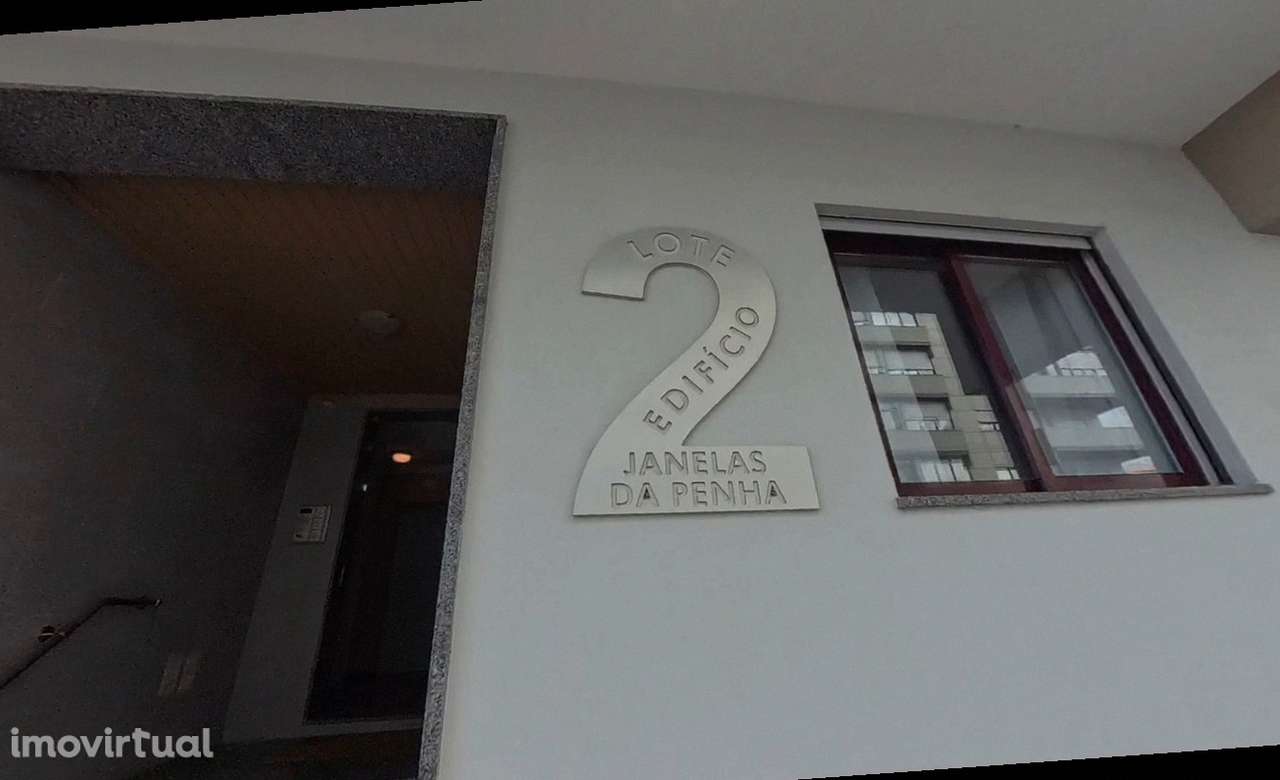 LOTE
2
EDIFÍCIO
JANELAS
DA PENHA
imovirtual